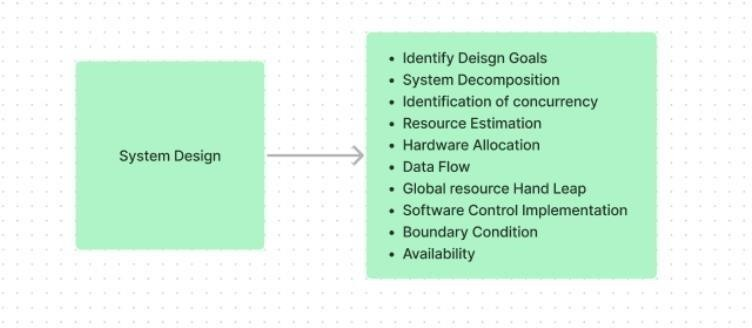 System Design
• Identify Deisgn Goals
• System Decomposition
• Identification of concurrency
• Resource Estimation
• Hardware Allocation
• Data Flow
• Global resource Hand Leap
• Software Control Implementation
• Boundary Condition
• Availability